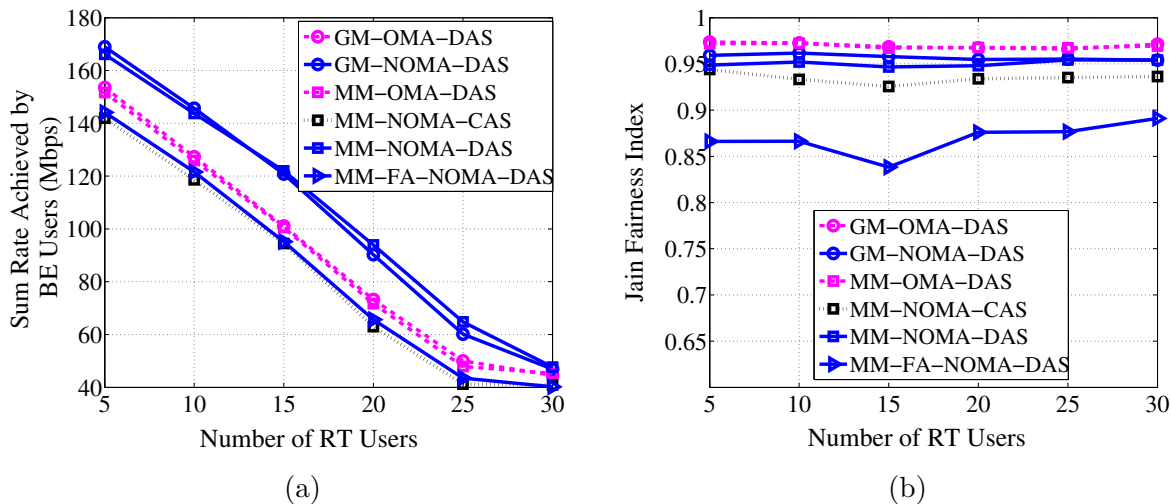 Sum Rate Achieved by
BE Users (Mbps)
180
160
140
120
100
80
60
40
GM−OMA−DAS
GM−NOMA−DAS
MM−OMA−DAS
MM−NOMA−CAS
MM−NOMA−DAS
MM−FA−NOMA−DAS
5 10 15 20 25 30
Number of RT Users
(a)
Jain Fairness Index
1
0.95
0.9
0.85
0.8
0.75
0.7
0.65
GM−OMA−DAS
GM−NOMA−DAS
MM−OMA−DAS
MM−NOMA−CAS
MM−NOMA−DAS
MM−FA−NOMA−DAS
5 10 15 20 25 30
Number of RT Users
(b)